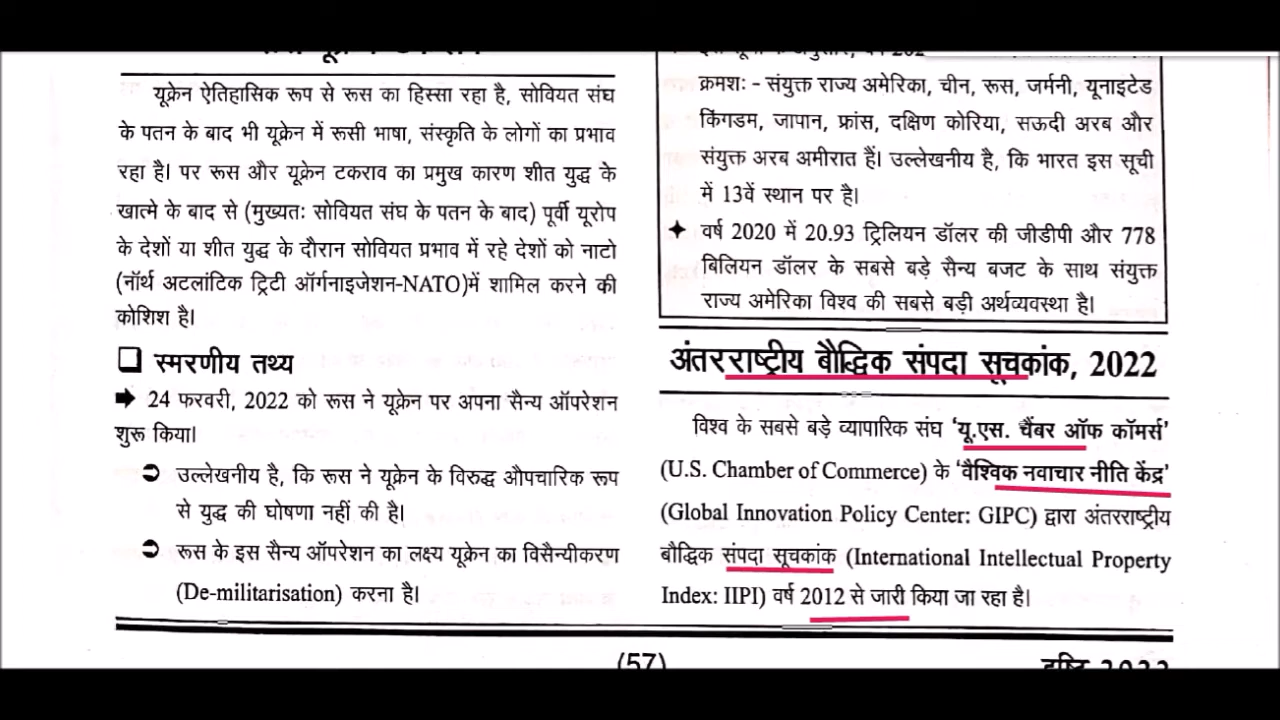 यूक्रेन ऐतिहासिक रूप से रूस का हिस्सा रहा है, सोवियत संघ
के पतन के बाद भी यूक्रेन में रूसी भाषा, संस्कृति के लोगों का प्रभाव
रहा है। पर रूस और यूक्रेन टकराव का प्रमुख कारण शीत युद्ध के
खात्मे के बाद से (मुख्यतः सोवियत संघ के पतन के बाद) पूर्वी यूरोप
के देशों या शीत युद्ध के दौरान सोवियत प्रभाव में रहे देशों को नाटो
(नॉर्थ अटलांटिक ट्रिटी ऑर्गनाइजेशन-NATO)में शामिल करने की
कोशिश है।
❑ स्मरणीय तथ्य
➡ 24 फरवरी, 2022 को रूस ने यूक्रेन पर अपना सैन्य ऑपरेशन
शुरू किया।
➲ उल्लेखनीय है, कि रूस ने यूक्रेन के विरुद्ध औपचारिक रूप
से युद्ध की घोषणा नहीं की है।
➲ रूस के इस सैन्य ऑपरेशन का लक्ष्य यूक्रेन का विसैन्यीकरण
(De-militarisation) करना है।
क्रमशः - संयुक्त राज्य अमेरिका, चीन, रूस, जर्मनी, यूनाइटेड
किंगडम, जापान, फ्रांस, दक्षिण कोरिया, सऊदी अरब और
संयुक्त अरब अमीरात हैं। उल्लेखनीय है, कि भारत इस सूची
में 13वें स्थान पर है।
✦ वर्ष 2020 में 20.93 ट्रिलियन डॉलर की जीडीपी और 778
बिलियन डॉलर के सबसे बड़े सैन्य बजट के साथ संयुक्त
राज्य अमेरिका विश्व की सबसे बड़ी अर्थव्यवस्था है।
अंतरराष्ट्रीय बौद्धिक संपदा सूचकांक, 2022
विश्व के सबसे बड़े व्यापारिक संघ ‘यू.एस. चैंबर ऑफ कॉमर्स’
(U.S. Chamber of Commerce) के ‘वैश्विक नवाचार नीति केंद्र’
(Global Innovation Policy Center: GIPC) द्वारा अंतरराष्ट्रीय
बौद्धिक संपदा सूचकांक (International Intellectual Property
Index: IIPI) वर्ष 2012 से जारी किया जा रहा है।
(57)